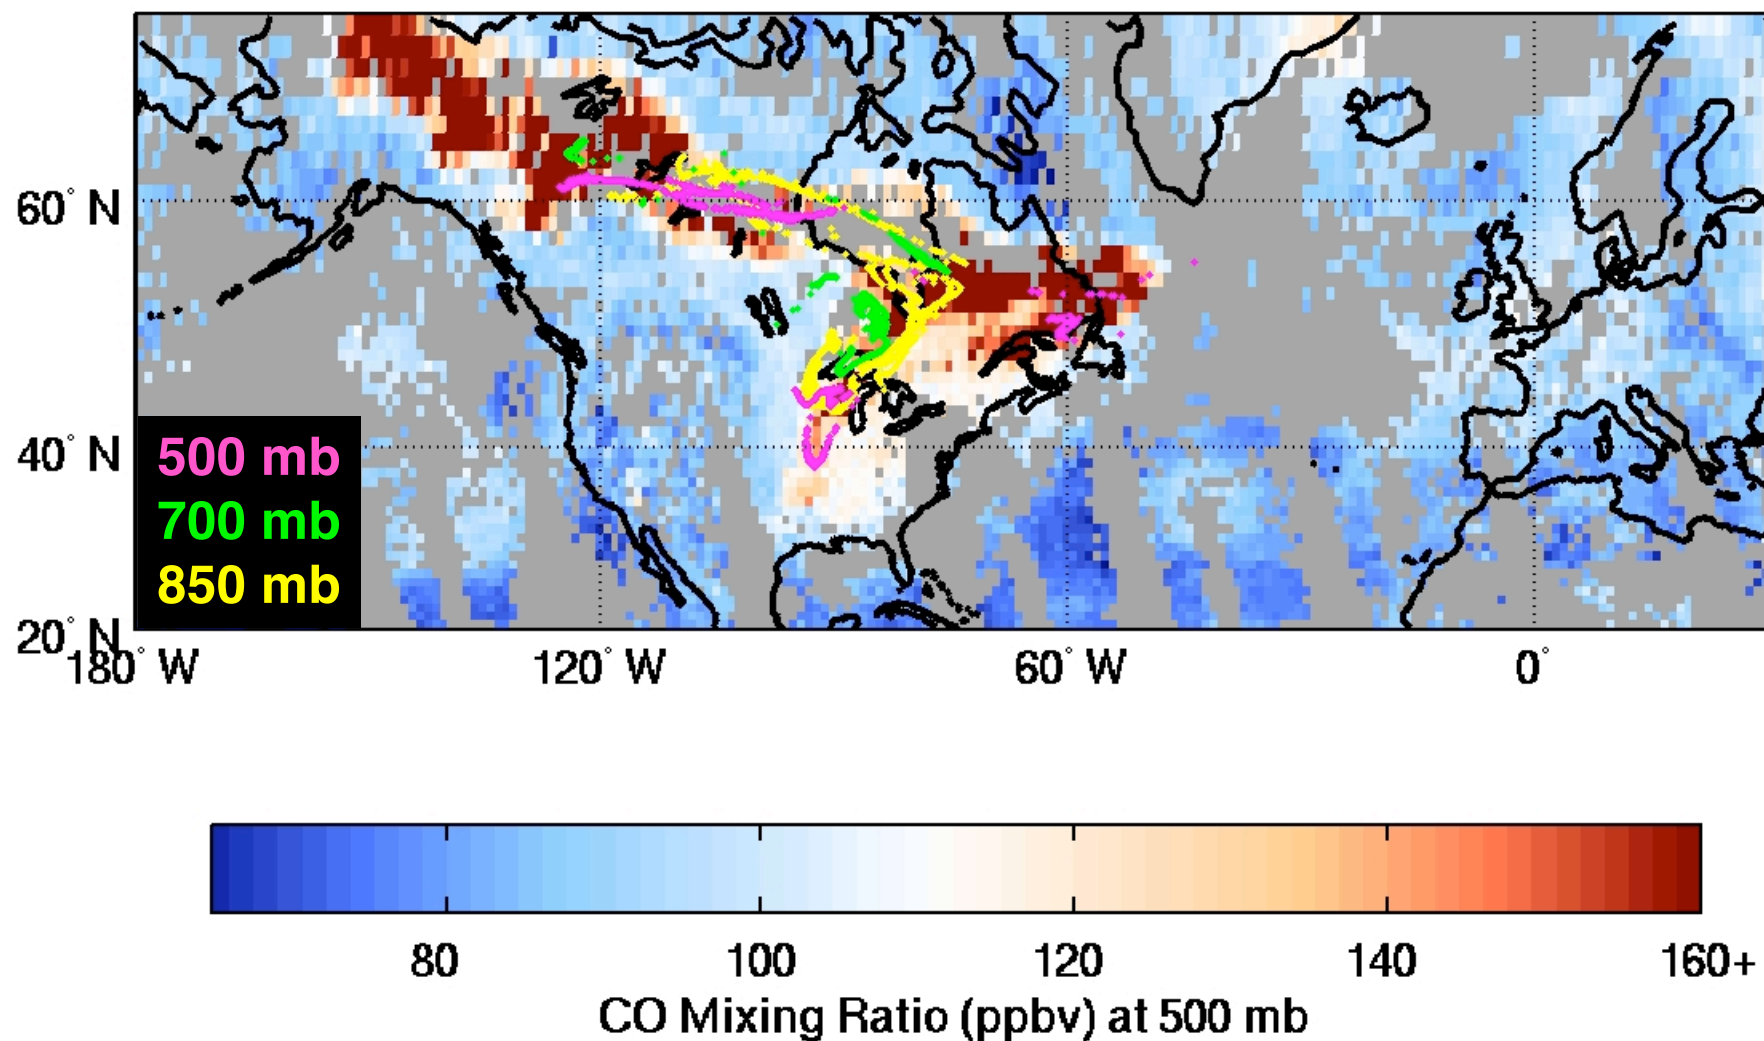 60° N
40° N
20° N
500 mb
700 mb
850 mb
180° W
120° W
60° W
0°
80
100
120
140
160+
CO Mixing Ratio (ppbv) at 500 mb